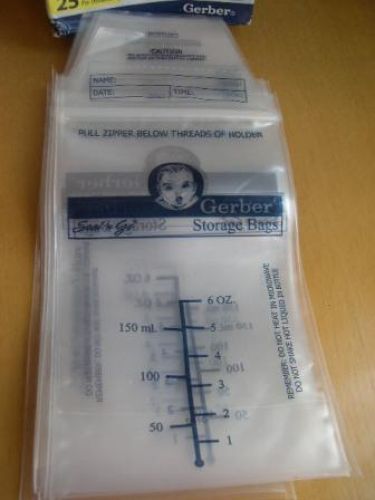 25
Gerber
CAUTION
NAME:
DATE: TIME:
PULL ZIPPER BELOW THREADS OF HOLDER
Gerber
Seal 'n Go Storage Bags
6 OZ.
150 ml. 5
4
100 3
2
50 1
REMEMBER: DO NOT HEAT IN MICROWAVE
DO NOT SHAKE HOT LIQUID IN BOTTLE